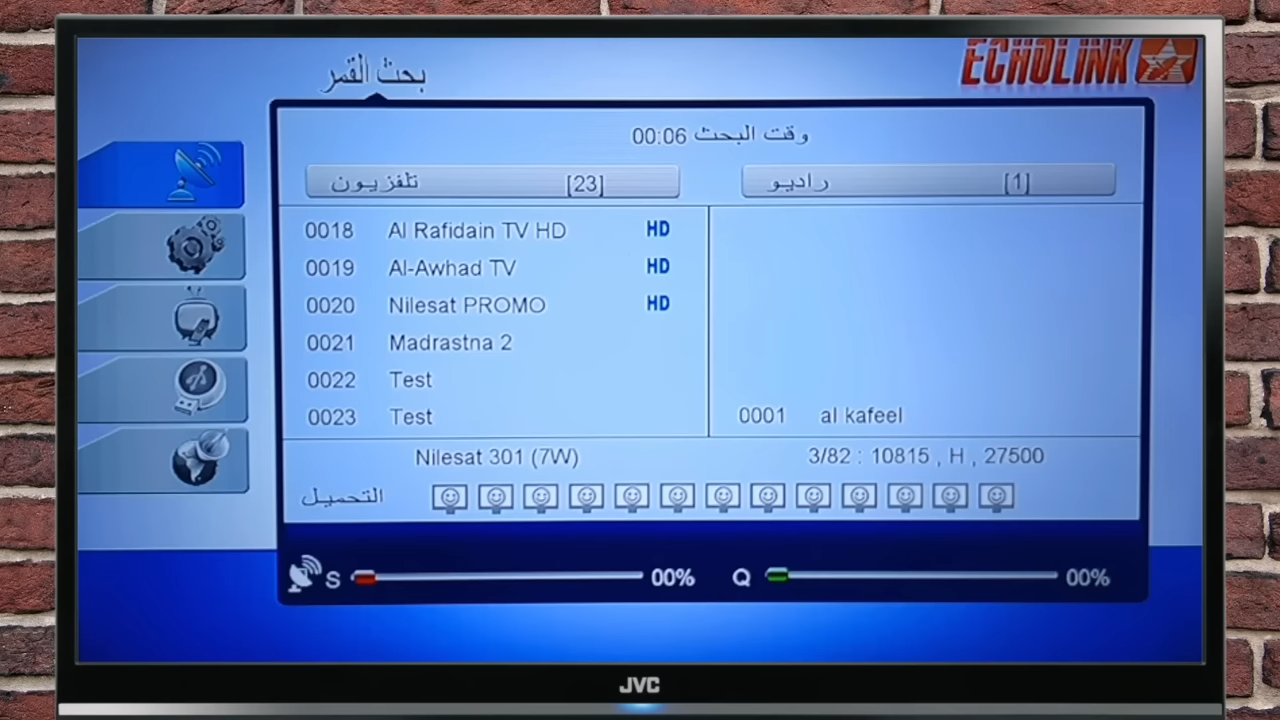 بحث القمر
ECHOLINK
وقت البحث 00:06
تلفزيون [23]
راديو [1]
0018 Al Rafidain TV HD HD
0019 Al-Awhad TV HD
0020 Nilesat PROMO HD
0021 Madrastna 2
0022 Test
0023 Test
0001 al kafeel
Nilesat 301 (7W)
3/82 : 10815 , H , 27500
التحميل
S 00%
Q 00%
JVC